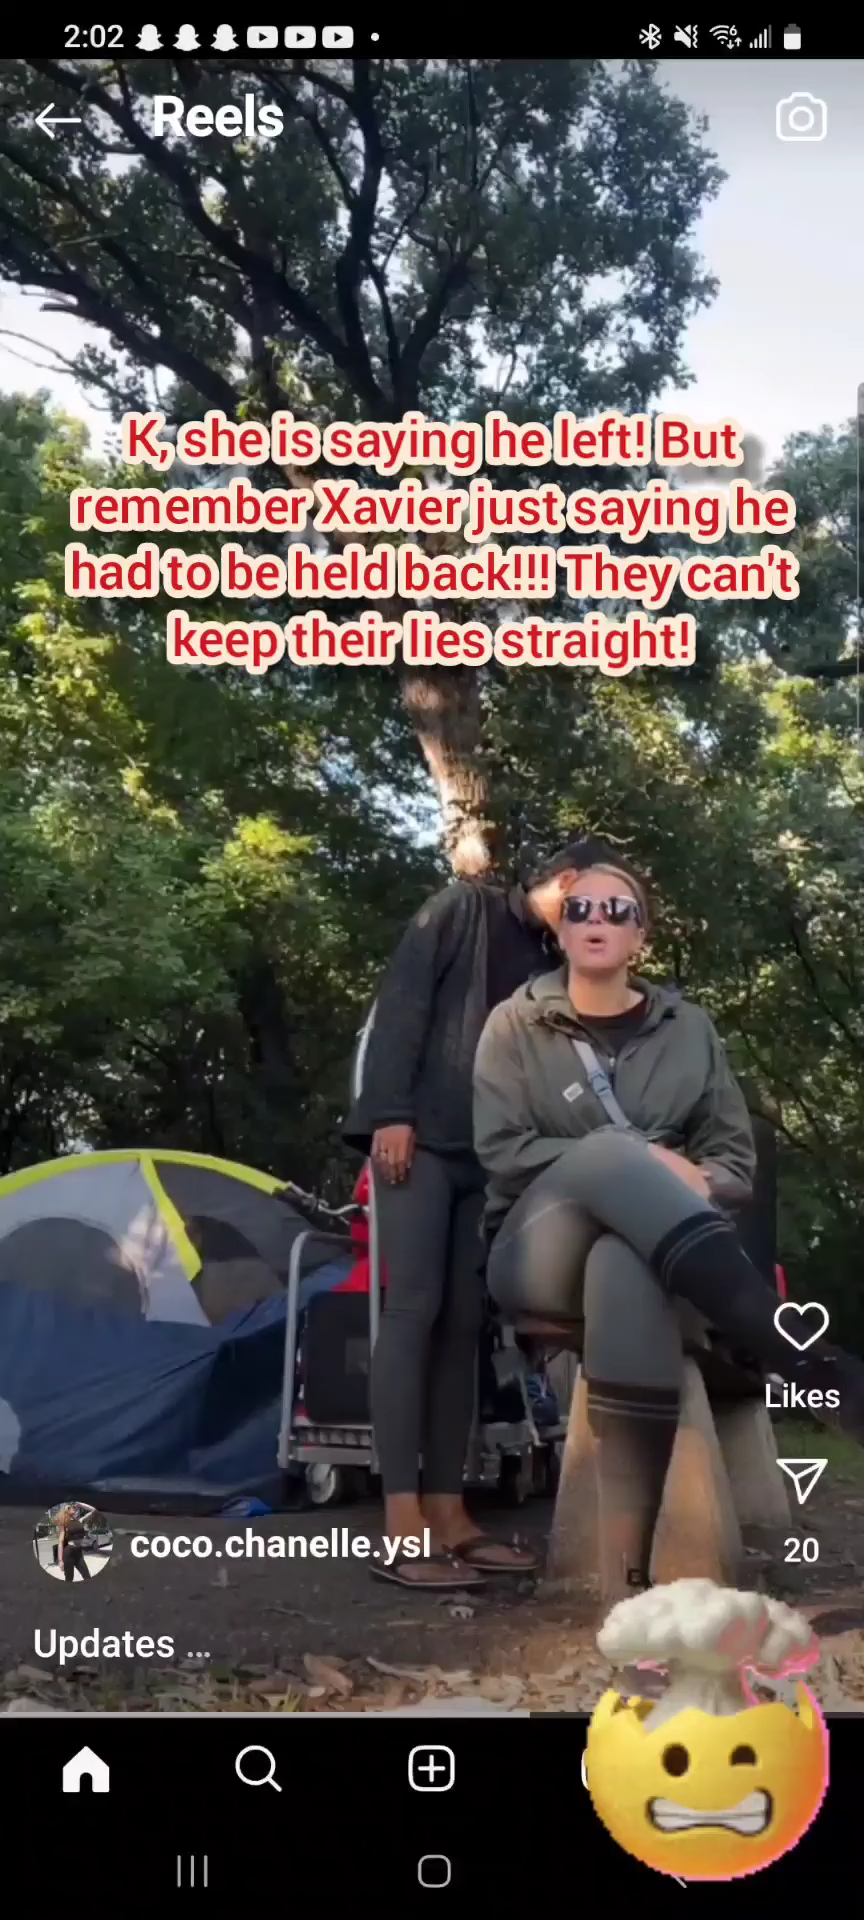 2:02
Reels
K, she is saying he left! But
remember Xavier just saying he
had to be held back!!! They can't
keep their lies straight!
Likes
20
coco.chanelle.ysl
Updates ...